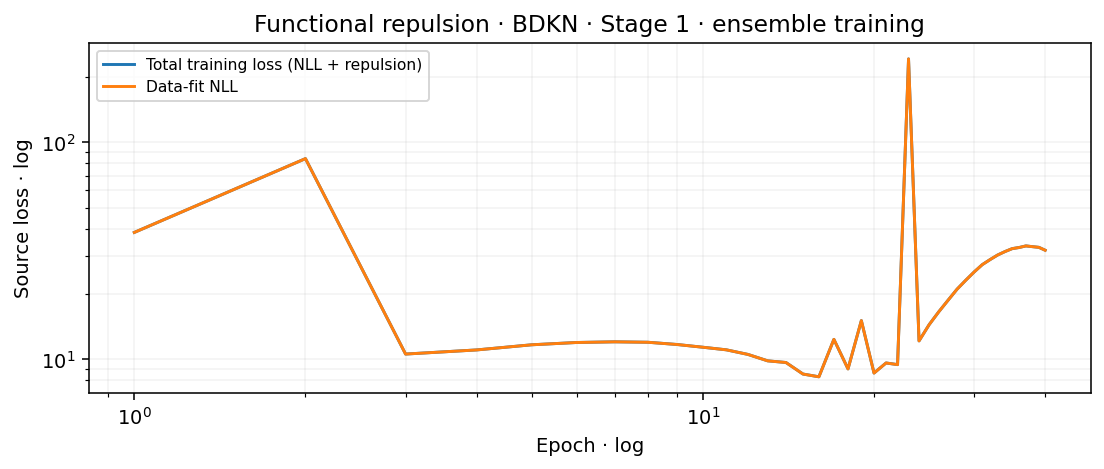 Functional repulsion · BDKN · Stage 1 · ensemble training
Total training loss (NLL + repulsion)
Data-fit NLL
Source loss · log
10²
10¹
10⁰
10¹
Epoch · log